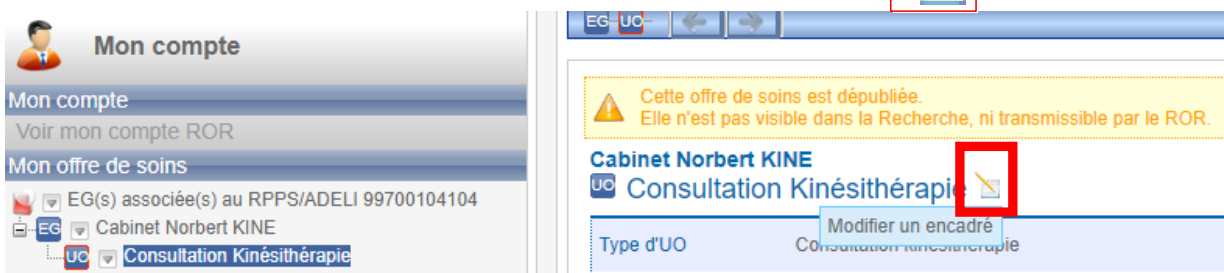 Mon compte
Mon compte
Voir mon compte ROR
Mon offre de soins
EG(s) associée(s) au RPPS/ADELI 99700104104
EG Cabinet Norbert KINE
UO Consultation Kinésithérapie
EG UO
Cette offre de soins est dépubliée.
Elle n'est pas visible dans la Recherche, ni transmissible par le ROR.
Cabinet Norbert KINE
UO Consultation Kinésithérapie
Modifier un encadré
Type d'UO Consultation Kinésithérapie